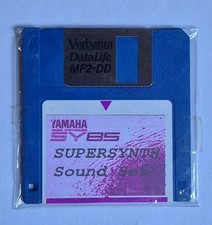 Verbatim
DataLife
MF2-DD
YAMAHA
SY85
SUPERSYNTH
Sound Set